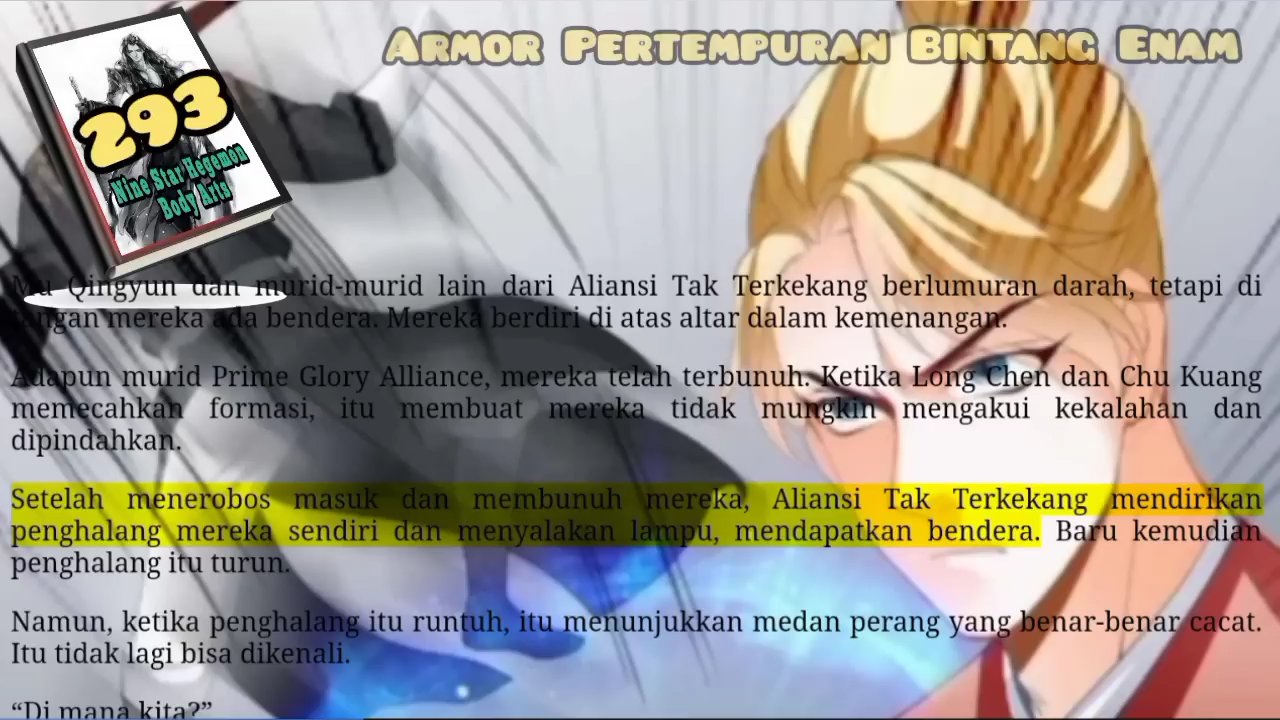 Armor Pertempuran Bintang Enam
293
Nine Star Hegemon
Body Arts
Mu Qingyun dan murid-murid lain dari Aliansi Tak Terkekang berlumuran darah, tetapi di
tangan mereka ada bendera. Mereka berdiri di atas altar dalam kemenangan.
Adapun murid Prime Glory Alliance, mereka telah terbunuh. Ketika Long Chen dan Chu Kuang
memecahkan formasi, itu membuat mereka tidak mungkin mengakui kekalahan dan
dipindahkan.
Setelah menerobos masuk dan membunuh mereka, Aliansi Tak Terkekang mendirikan
penghalang mereka sendiri dan menyalakan lampu, mendapatkan bendera. Baru kemudian
penghalang itu turun.
Namun, ketika penghalang itu runtuh, itu menunjukkan medan perang yang benar-benar cacat.
Itu tidak lagi bisa dikenali.
“Di mana kita?”